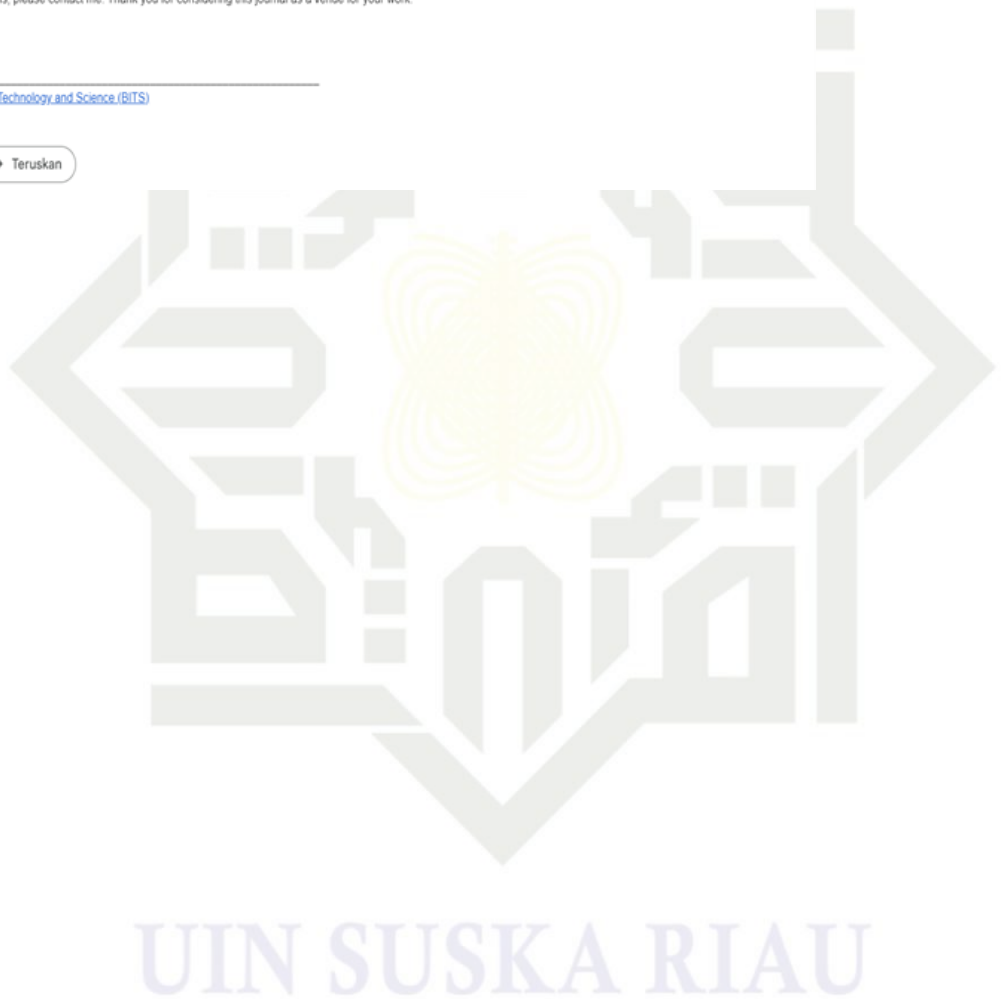 please contact me. Thank you for considering this journal as a venue for your work.
Technology and Science (BITS)
Teruskan
UIN SUSKA RIAU